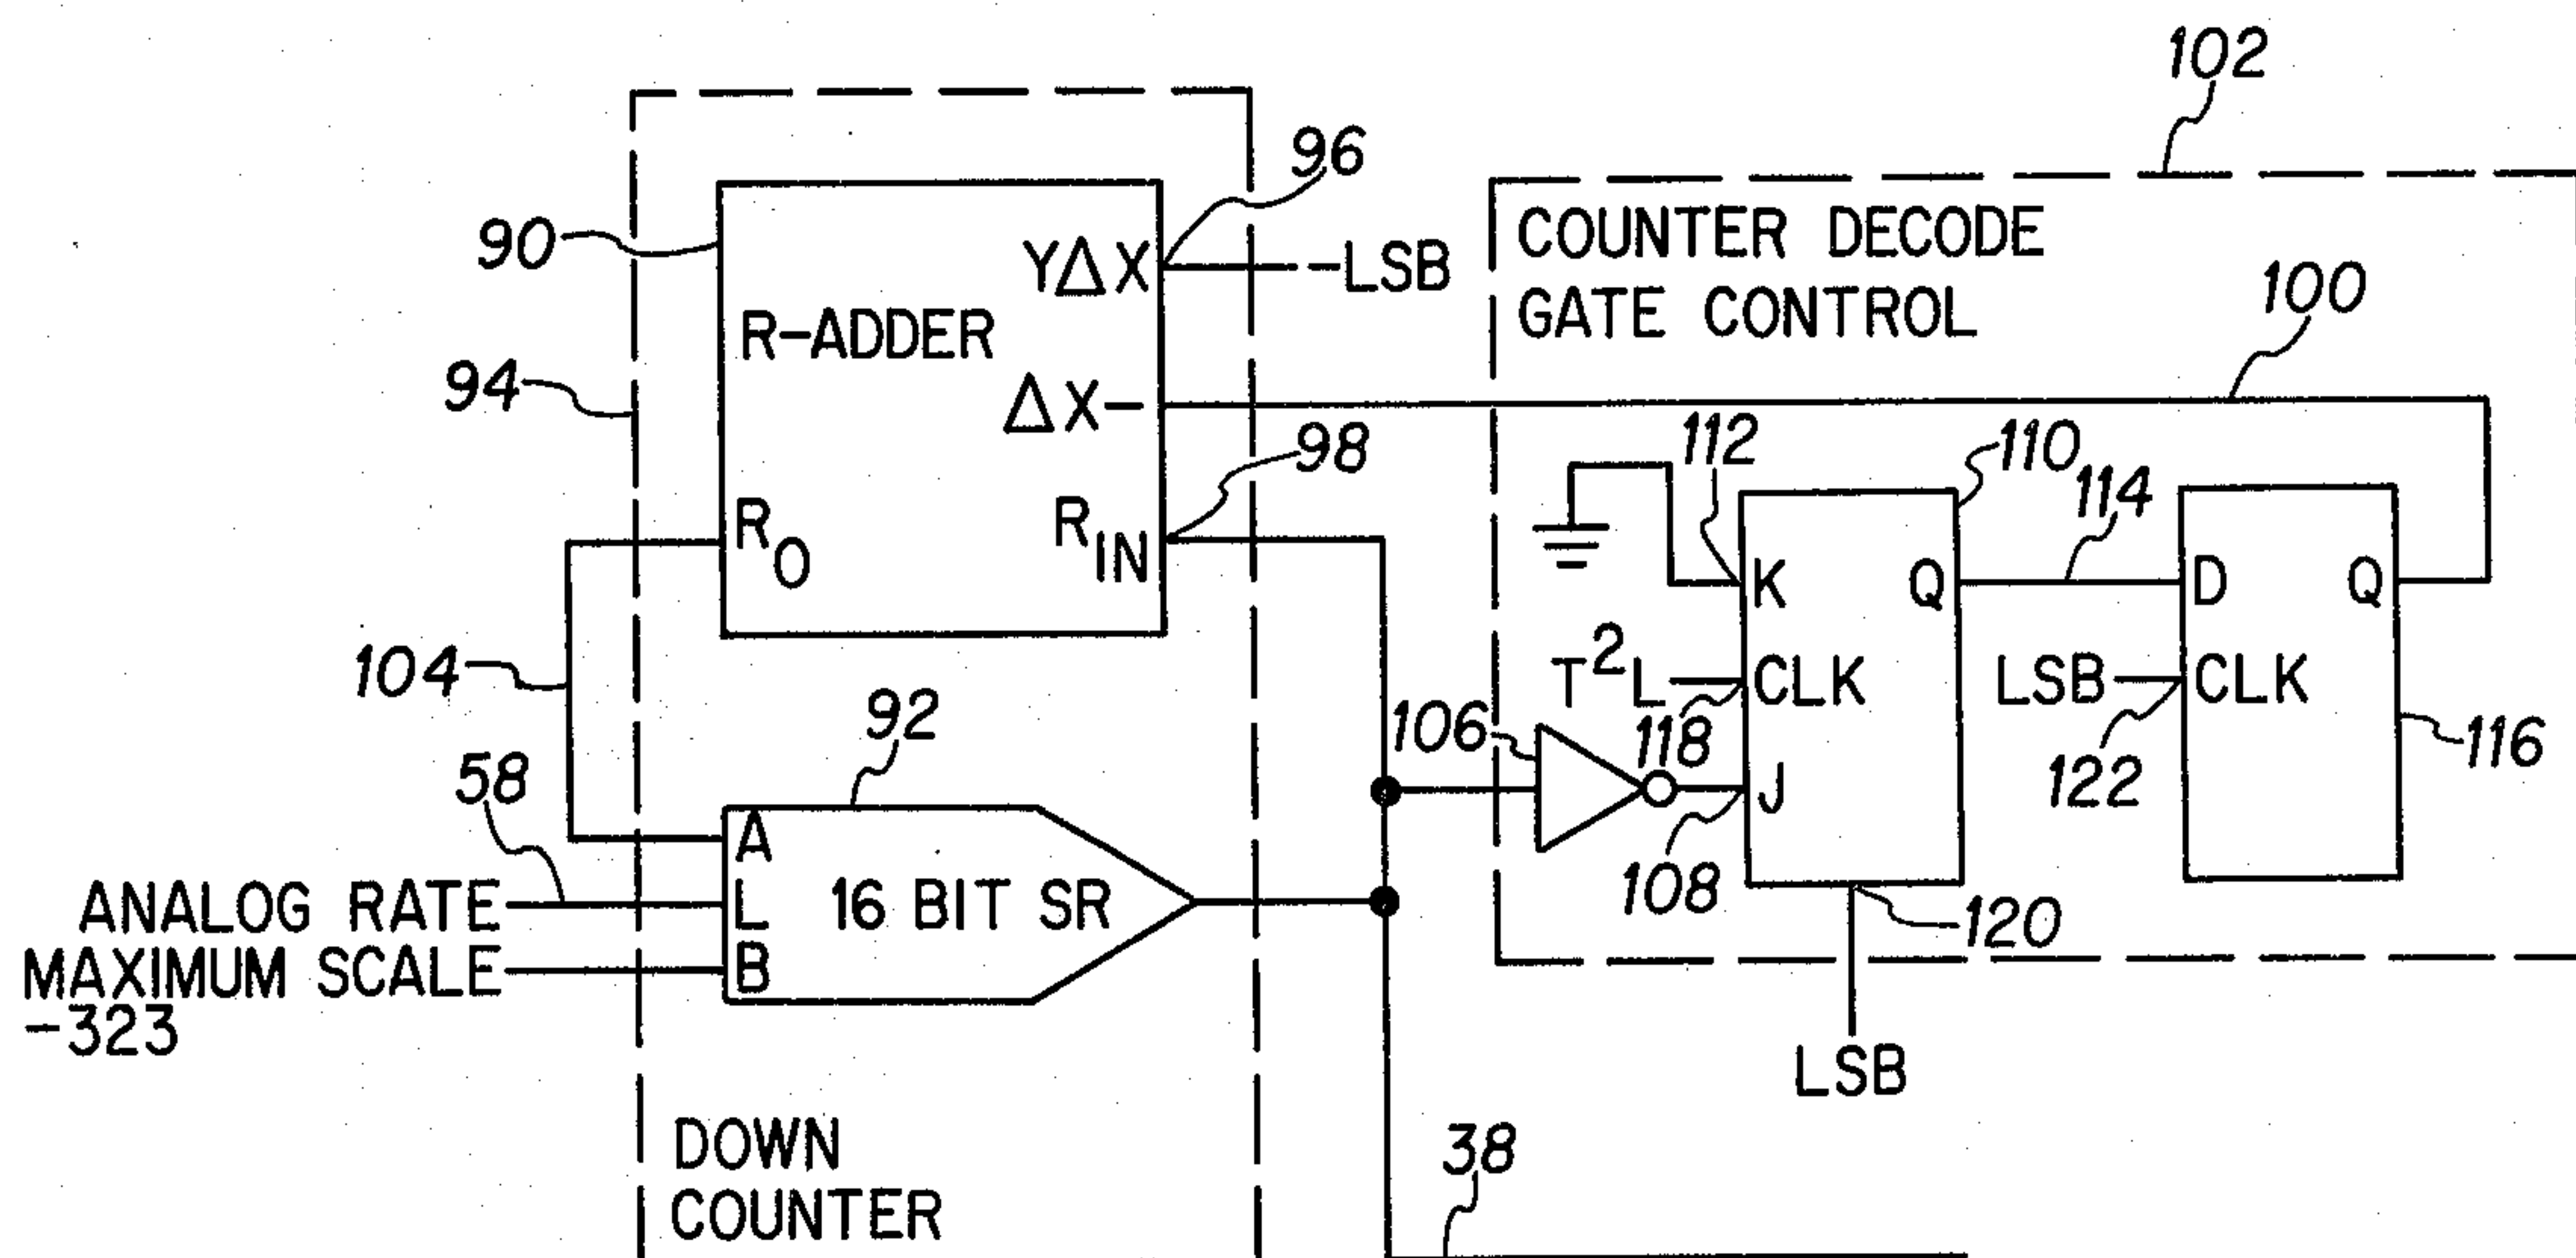 102
96
90
YΔX
-LSB
COUNTER DECODE
GATE CONTROL
100
R-ADDER
94
ΔX-
98
112
110
114
R_O
R_IN
K
Q
D
Q
104
T²L
CLK
LSB
CLK
92
106
118
116
122
58
J
A
108
ANALOG RATE
L
16 BIT SR
120
MAXIMUM SCALE
B
-323
LSB
DOWN
COUNTER
38